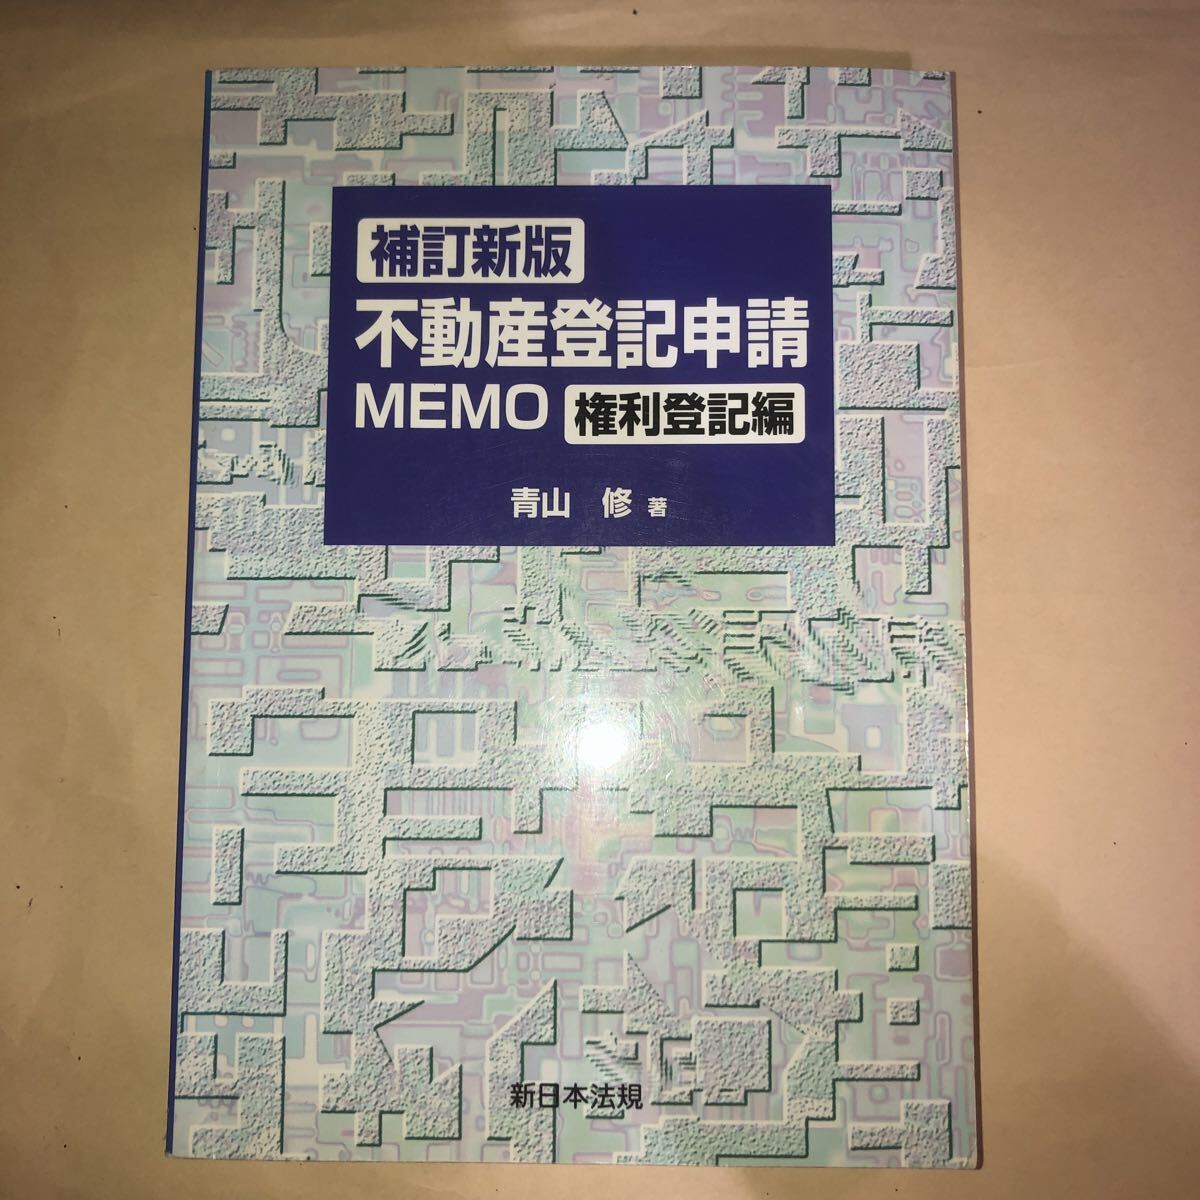 補訂新版
不動産登記申請
MEMO 権利登記編
青山 修 著
新日本法規